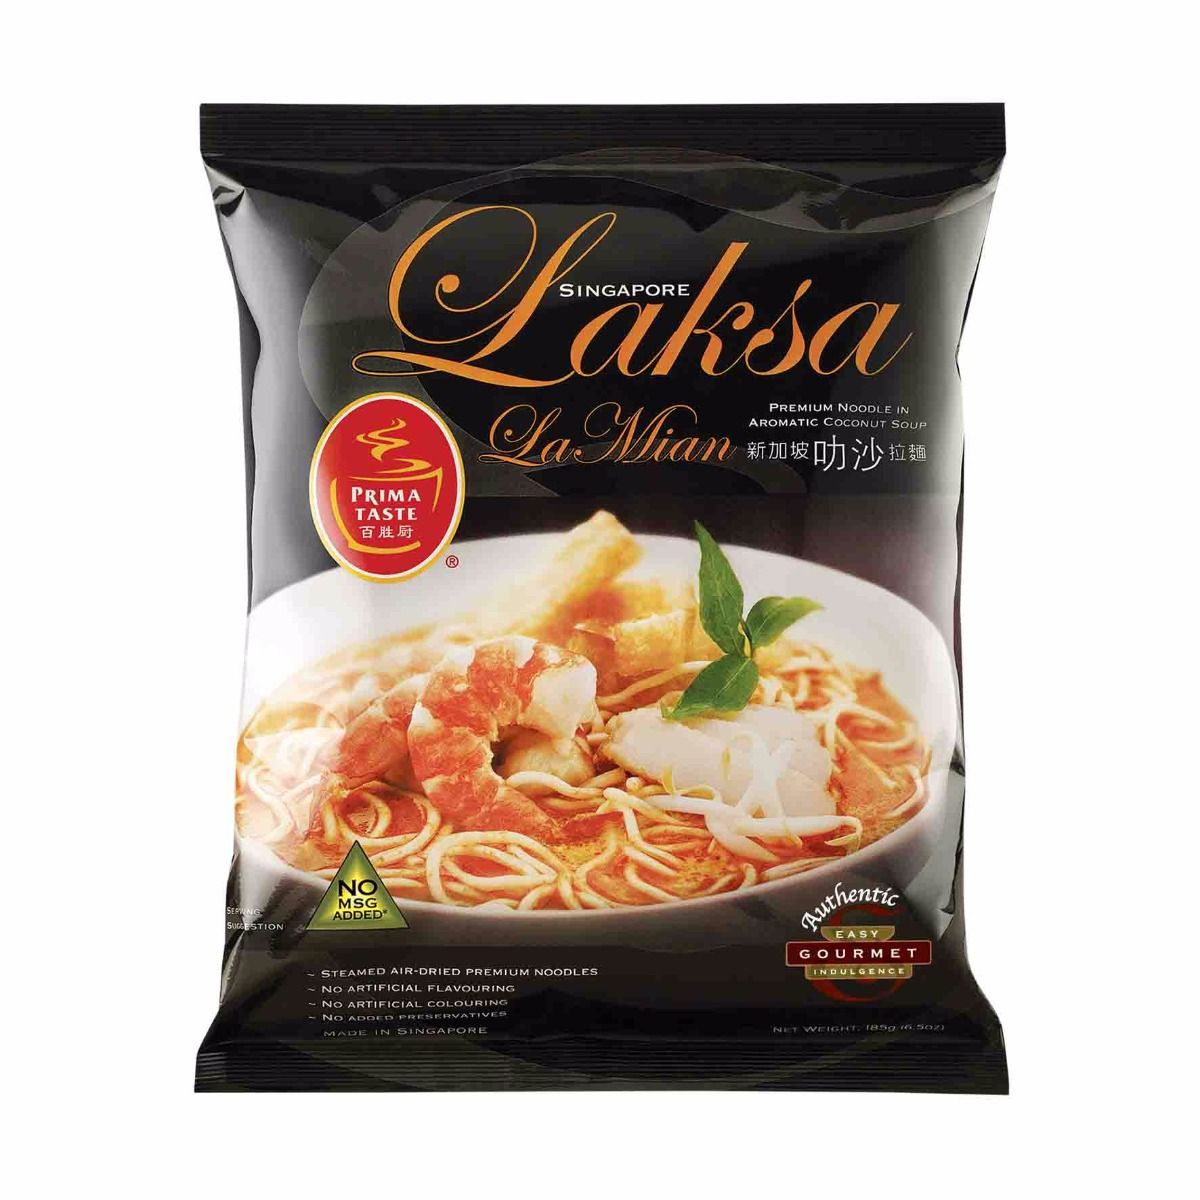 Laksa
SINGAPORE
La Mian
PREMIUM NOODLE IN
AROMATIC COCONUT SOUP
新加坡叻沙拉麵
PRIMA
TASTE
百胜厨
®
NO
MSG
ADDED*
SERVING
SUGGESTION
Authentic
EASY
GOURMET
INDULGENCE
~ STEAMED AIR-DRIED PREMIUM NOODLES
~ NO ARTIFICIAL FLAVOURING
~ NO ARTIFICIAL COLOURING
~ NO ADDED PRESERVATIVES
MADE IN SINGAPORE
NET WEIGHT: 185g (6.5oz)